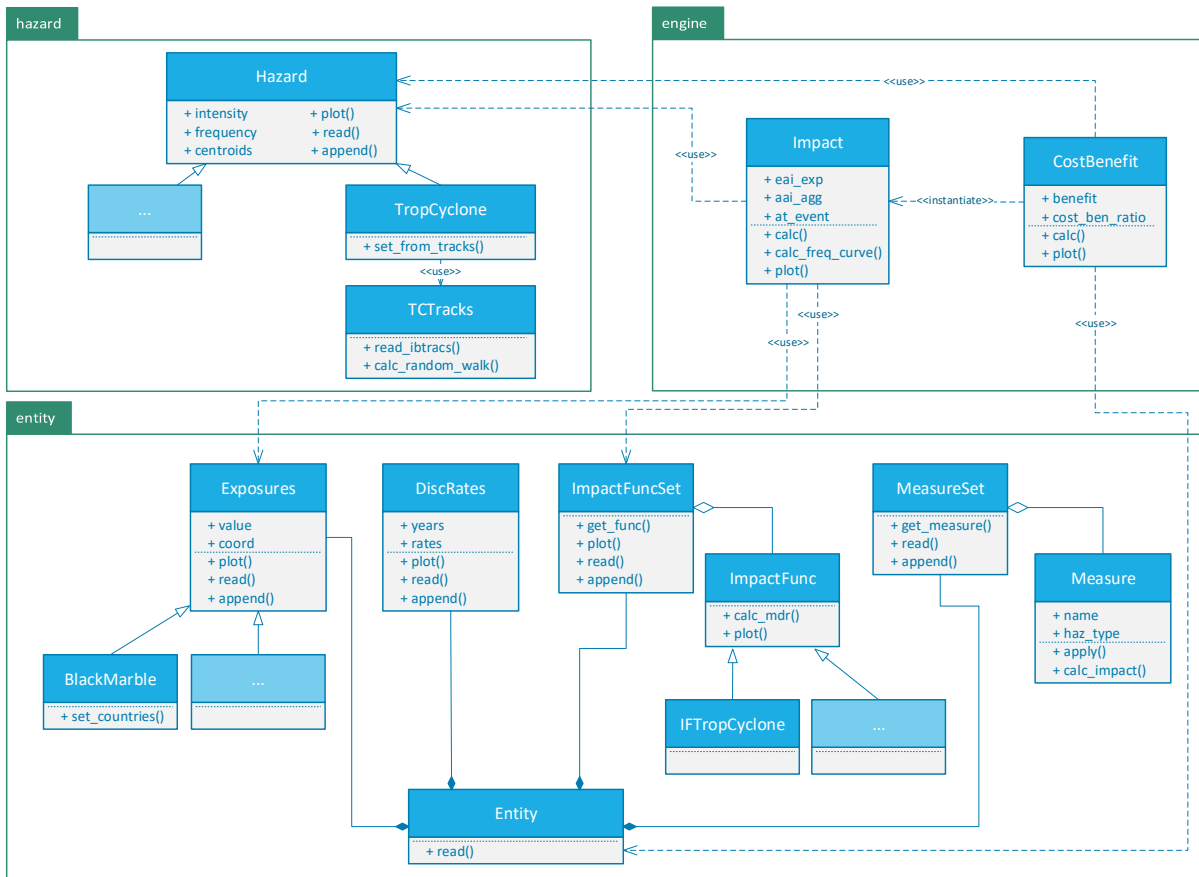 hazard
Hazard
+ intensity + plot()
+ frequency + read()
+ centroids + append()
...
TropCyclone
+ set_from_tracks()
<<use>>
TCTracks
+ read_ibtracs()
+ calc_random_walk()
engine
<<use>>
<<use>>
Impact
+ eai_exp
+ aai_agg
+ at_event
+ calc()
+ calc_freq_curve()
+ plot()
<<instantiate>>
CostBenefit
+ benefit
+ cost_ben_ratio
+ calc()
+ plot()
<<use>>
<<use>>
<<use>>
entity
Exposures
+ value
+ coord
+ plot()
+ read()
+ append()
DiscRates
+ years
+ rates
+ plot()
+ read()
+ append()
ImpactFuncSet
+ get_func()
+ plot()
+ read()
+ append()
ImpactFunc
+ calc_mdr()
+ plot()
MeasureSet
+ get_measure()
+ read()
+ append()
Measure
+ name
+ haz_type
+ apply()
+ calc_impact()
BlackMarble
+ set_countries()
...
IFTropCyclone
...
Entity
+ read()